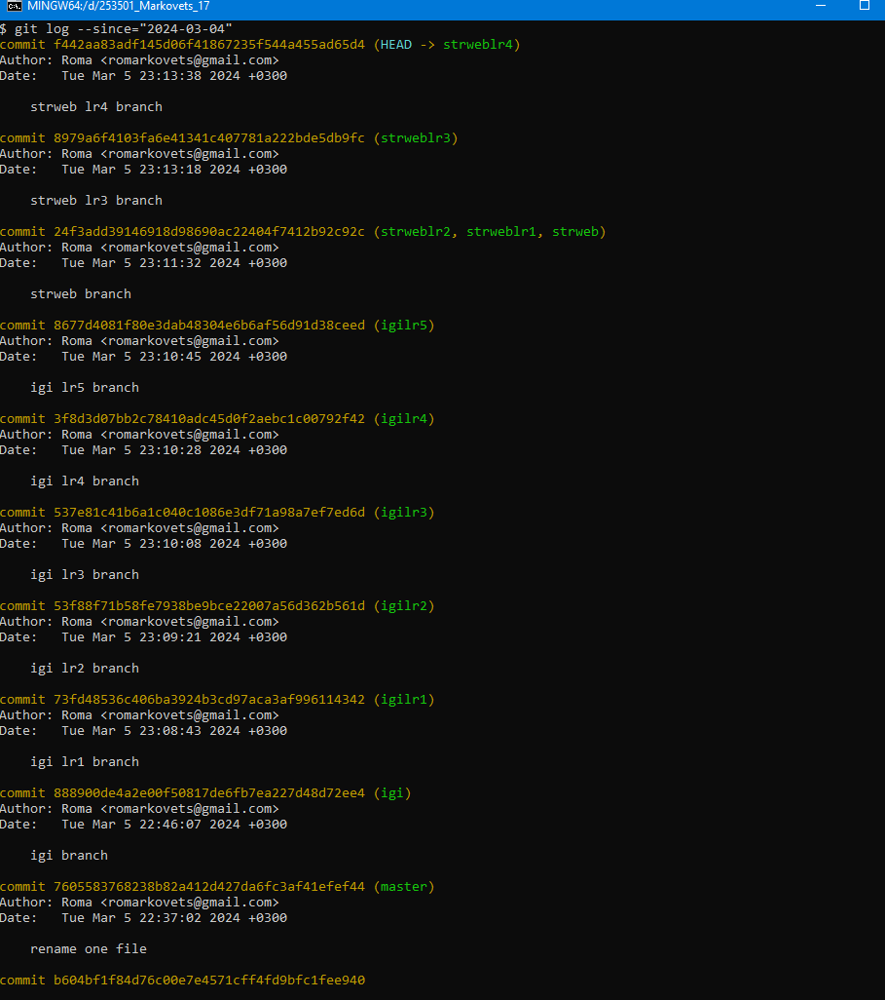 MINGW64:/d/253501_Markovets_17
$ git log --since="2024-03-04"
commit f442aa83adf145d06f41867235f544a455ad65d4 (HEAD -> strweblr4)
Author: Roma <romarkovets@gmail.com>
Date:   Tue Mar 5 23:13:38 2024 +0300
strweb lr4 branch
commit 8979a6f4103fa6e41341c407781a222bde5db9fc (strweblr3)
Author: Roma <romarkovets@gmail.com>
Date:   Tue Mar 5 23:13:18 2024 +0300
strweb lr3 branch
commit 24f3add39146918d98690ac22404f7412b92c92c (strweblr2, strweblr1, strweb)
Author: Roma <romarkovets@gmail.com>
Date:   Tue Mar 5 23:11:32 2024 +0300
strweb branch
commit 8677d4081f80e3dab48304e6b6af56d91d38ceed (igilr5)
Author: Roma <romarkovets@gmail.com>
Date:   Tue Mar 5 23:10:45 2024 +0300
igi lr5 branch
commit 3f8d3d07bb2c78410adc45d0f2aebc1c00792f42 (igilr4)
Author: Roma <romarkovets@gmail.com>
Date:   Tue Mar 5 23:10:28 2024 +0300
igi lr4 branch
commit 537e81c41b6a1c040c1086e3df71a98a7ef7ed6d (igilr3)
Author: Roma <romarkovets@gmail.com>
Date:   Tue Mar 5 23:10:08 2024 +0300
igi lr3 branch
commit 53f88f71b58fe7938be9bce22007a56d362b561d (igilr2)
Author: Roma <romarkovets@gmail.com>
Date:   Tue Mar 5 23:09:21 2024 +0300
igi lr2 branch
commit 73fd48536c406ba3924b3cd97aca3af996114342 (igilr1)
Author: Roma <romarkovets@gmail.com>
Date:   Tue Mar 5 23:08:43 2024 +0300
igi lr1 branch
commit 888900de4a2e00f50817de6fb7ea227d48d72ee4 (igi)
Author: Roma <romarkovets@gmail.com>
Date:   Tue Mar 5 22:46:07 2024 +0300
igi branch
commit 7605583768238b82a412d427da6fc3af41efef44 (master)
Author: Roma <romarkovets@gmail.com>
Date:   Tue Mar 5 22:37:02 2024 +0300
rename one file
commit b604bf1f84d76c00e7e4571cff4fd9bfc1fee940